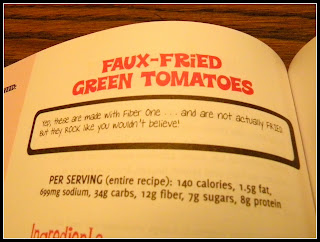 FAUX-FRiED
GREEN TOMATOES
Yep, these are made with Fiber One . . . and are not actually FRIED.
But they ROCK like you wouldn't believe!
PER SERVING (entire recipe): 140 calories, 1.5g fat,
699mg sodium, 34g carbs, 12g fiber, 7g sugars, 8g protein
Ingredients